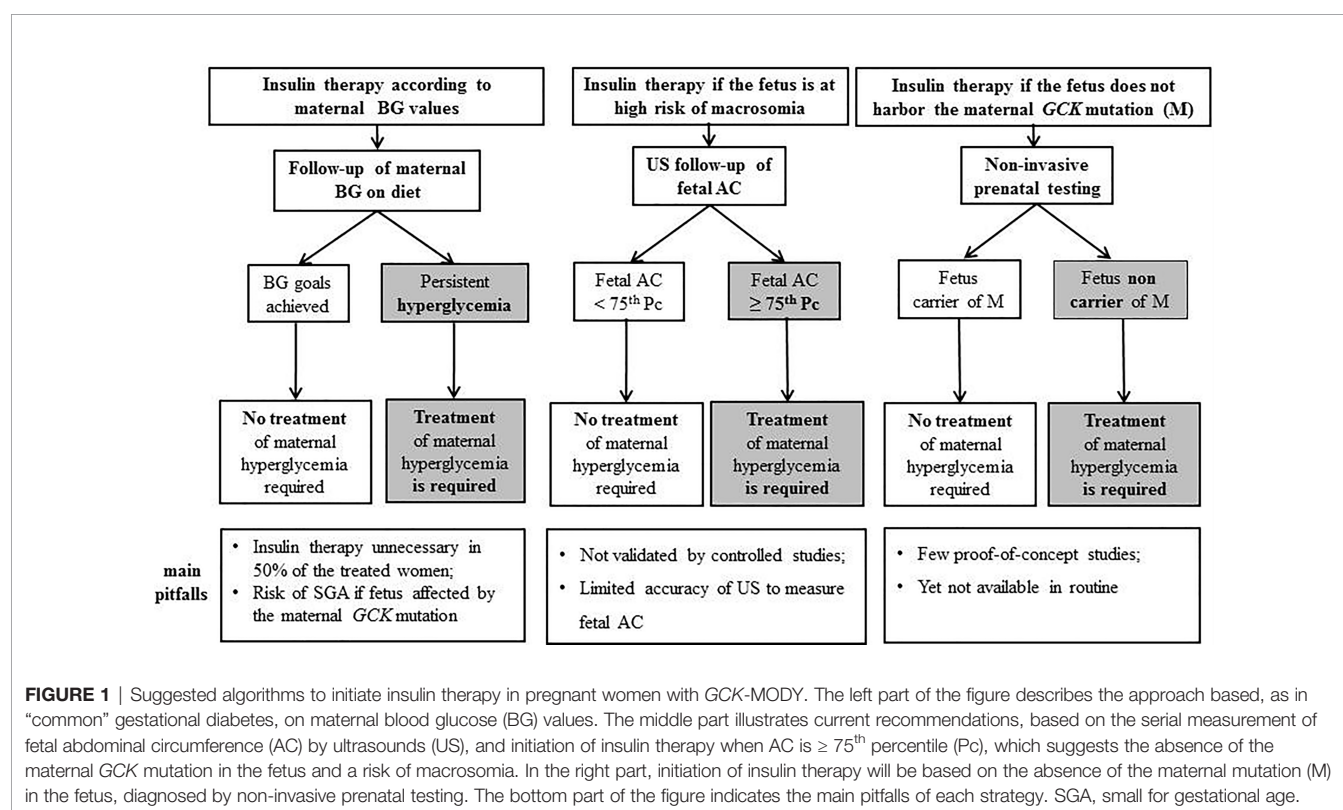 Insulin therapy according to
maternal BG values
Follow-up of maternal
BG on diet
BG goals
achieved
Persistent
hyperglycemia
No treatment
of maternal
hyperglycemia
required
Treatment
of maternal
hyperglycemia
is required
Insulin therapy if the fetus is at
high risk of macrosomia
US follow-up of
fetal AC
Fetal AC
< 75th Pc
Fetal AC
≥ 75th Pc
No treatment
of maternal
hyperglycemia
required
Treatment
of maternal
hyperglycemia
is required
Insulin therapy if the fetus does not
harbor the maternal GCK mutation (M)
Non-invasive
prenatal testing
Fetus
carrier of M
Fetus non
carrier of M
No treatment
of maternal
hyperglycemia
required
Treatment
of maternal
hyperglycemia
is required
main
pitfalls
• Insulin therapy unnecessary in
50% of the treated women;
• Risk of SGA if fetus affected by
the maternal GCK mutation
• Not validated by controlled studies;
• Limited accuracy of US to measure
fetal AC
• Few proof-of-concept studies;
• Yet not available in routine
FIGURE 1 | Suggested algorithms to initiate insulin therapy in pregnant women with GCK-MODY. The left part of the figure describes the approach based, as in
“common” gestational diabetes, on maternal blood glucose (BG) values. The middle part illustrates current recommendations, based on the serial measurement of
fetal abdominal circumference (AC) by ultrasounds (US), and initiation of insulin therapy when AC is ≥ 75th percentile (Pc), which suggests the absence of the
maternal GCK mutation in the fetus and a risk of macrosomia. In the right part, initiation of insulin therapy will be based on the absence of the maternal mutation (M)
in the fetus, diagnosed by non-invasive prenatal testing. The bottom part of the figure indicates the main pitfalls of each strategy. SGA, small for gestational age.